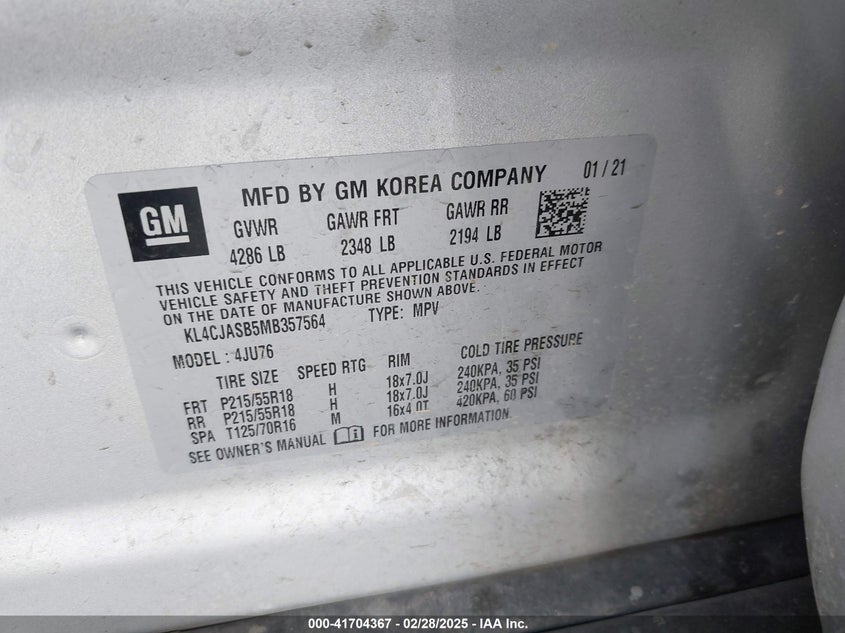 GM
MFD BY GM KOREA COMPANY 01 / 21
GVWR GAWR FRT GAWR RR
4286 LB 2348 LB 2194 LB
THIS VEHICLE CONFORMS TO ALL APPLICABLE U.S. FEDERAL MOTOR
VEHICLE SAFETY AND THEFT PREVENTION STANDARDS IN EFFECT
ON THE DATE OF MANUFACTURE SHOWN ABOVE.
KL4CJASB5MB357564 TYPE: MPV
MODEL : 4JU76
TIRE SIZE SPEED RTG RIM COLD TIRE PRESSURE
FRT P215/55R18 H 18x7.0J 240KPA, 35 PSI
RR P215/55R18 H 18x7.0J 240KPA, 35 PSI
SPA T125/70R16 M 16x4.0T 420KPA, 60 PSI
SEE OWNER'S MANUAL FOR MORE INFORMATION.
000-41704367 - 02/28/2025 - IAA Inc.